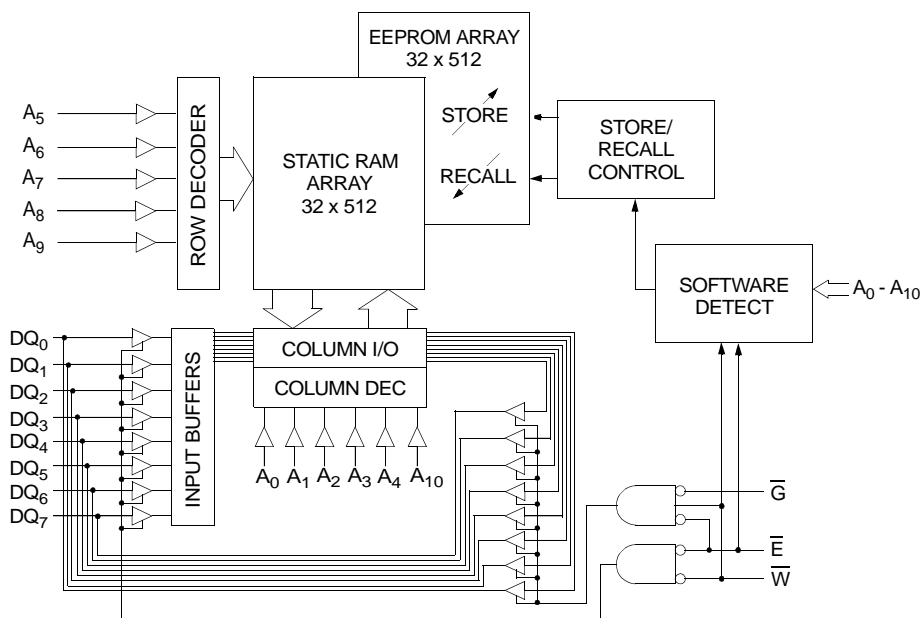 EEPROM ARRAY
32 x 512
STORE
RECALL
STORE/
RECALL
CONTROL
A5
A6
A7
A8
A9
ROW DECODER
STATIC RAM
ARRAY
32 x 512
SOFTWARE
DETECT
A0 - A10
DQ0
DQ1
DQ2
DQ3
DQ4
DQ5
DQ6
DQ7
INPUT BUFFERS
COLUMN I/O
COLUMN DEC
A0 A1 A2 A3 A4 A10
G̅
E̅
W̅